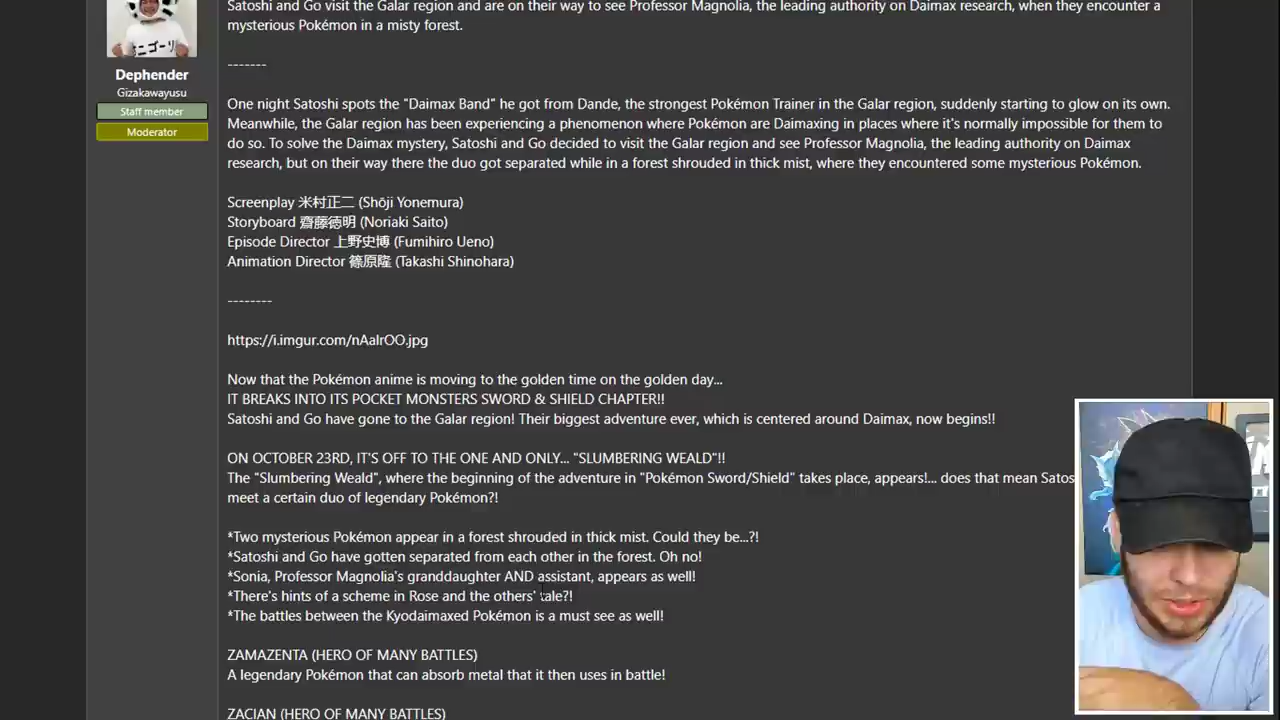 Satoshi and Go visit the Galar region and are on their way to see Professor Magnolia, the leading authority on Daimax research, when they encounter a
mysterious Pokémon in a misty forest.
Dephender
Gizakawayusu
Staff member
Moderator
-------
One night Satoshi spots the "Daimax Band" he got from Dande, the strongest Pokémon Trainer in the Galar region, suddenly starting to glow on its own.
Meanwhile, the Galar region has been experiencing a phenomenon where Pokémon are Daimaxing in places where it's normally impossible for them to
do so. To solve the Daimax mystery, Satoshi and Go decided to visit the Galar region and see Professor Magnolia, the leading authority on Daimax
research, but on their way there the duo got separated while in a forest shrouded in thick mist, where they encountered some mysterious Pokémon.
Screenplay 米村正二 (Shōji Yonemura)
Storyboard 齋藤徳明 (Noriaki Saito)
Episode Director 上野史博 (Fumihiro Ueno)
Animation Director 篠原隆 (Takashi Shinohara)
--------
https://i.imgur.com/nAalrOO.jpg
Now that the Pokémon anime is moving to the golden time on the golden day...
IT BREAKS INTO ITS POCKET MONSTERS SWORD & SHIELD CHAPTER!!
Satoshi and Go have gone to the Galar region! Their biggest adventure ever, which is centered around Daimax, now begins!!
ON OCTOBER 23RD, IT'S OFF TO THE ONE AND ONLY... "SLUMBERING WEALD"!!
The "Slumbering Weald", where the beginning of the adventure in "Pokémon Sword/Shield" takes place, appears!... does that mean Satos
meet a certain duo of legendary Pokémon?!
*Two mysterious Pokémon appear in a forest shrouded in thick mist. Could they be...?!
*Satoshi and Go have gotten separated from each other in the forest. Oh no!
*Sonia, Professor Magnolia's granddaughter AND assistant, appears as well!
*There's hints of a scheme in Rose and the others' tale?!
*The battles between the Kyodaimaxed Pokémon is a must see as well!
ZAMAZENTA (HERO OF MANY BATTLES)
A legendary Pokémon that can absorb metal that it then uses in battle!
ZACIAN (HERO OF MANY BATTLES)